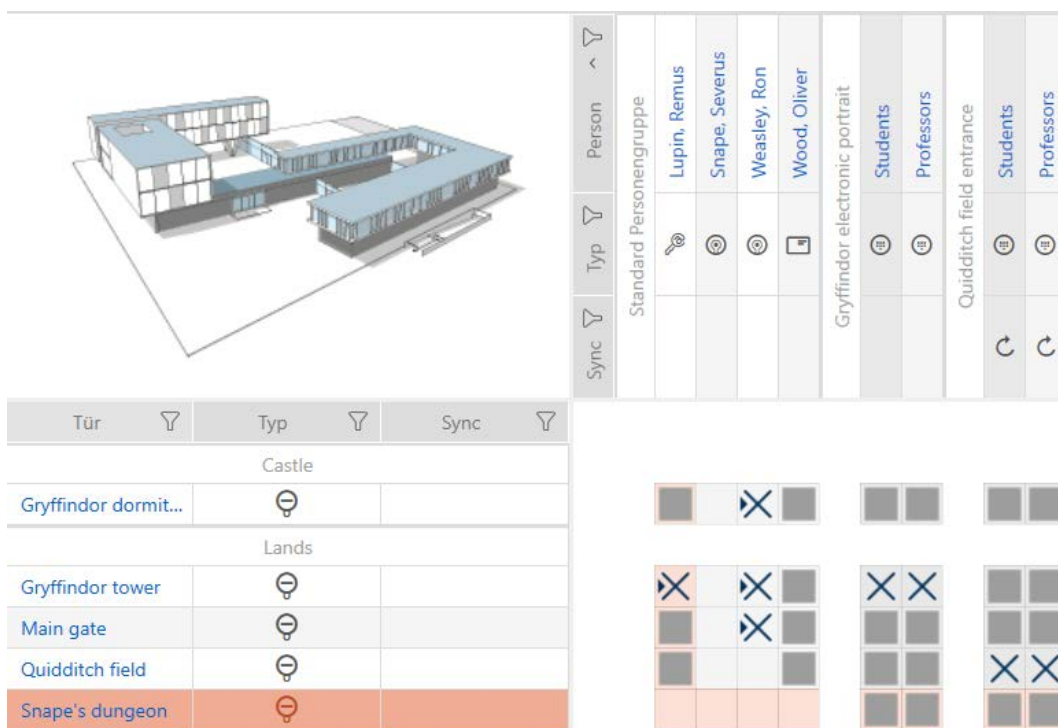 Person
Typ
Sync
Standard Personengruppe
Lupin, Remus
Snape, Severus
Weasley, Ron
Wood, Oliver
Gryffindor electronic portrait
Students
Professors
Quidditch field entrance
Students
Professors
Tür Typ Sync
Castle
Gryffindor dormit...
Lands
Gryffindor tower
Main gate
Quidditch field
Snape's dungeon